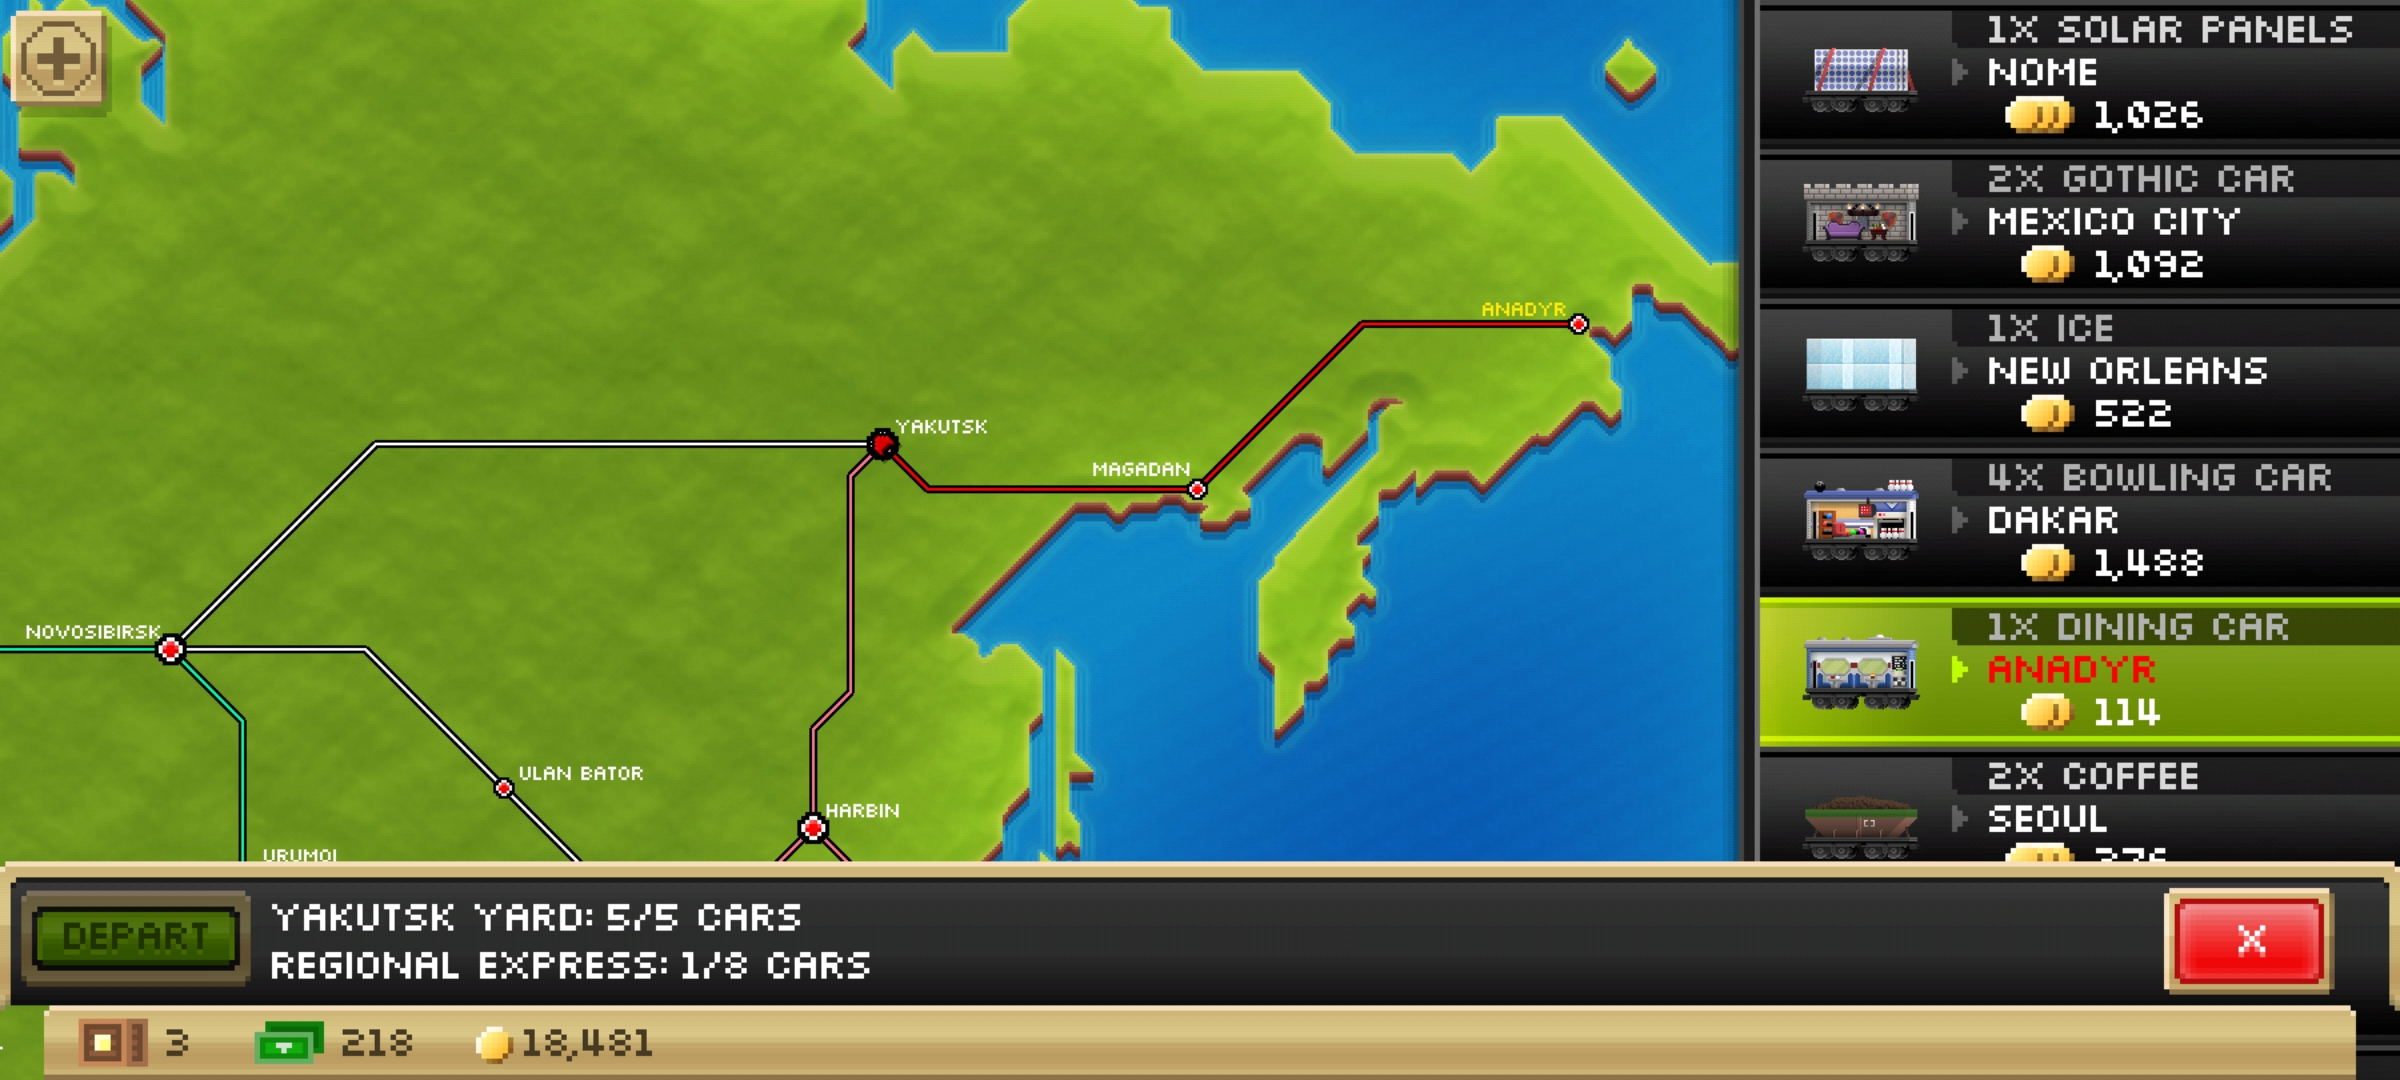 1X SOLAR PANELS
NOME
1,026
2X GOTHIC CAR
MEXICO CITY
1,092
1X ICE
NEW ORLEANS
522
4X BOWLING CAR
DAKAR
1,488
1X DINING CAR
ANADYR
114
2X COFFEE
SEOUL
ANADYR
YAKUTSK
MAGADAN
NOVOSIBIRSK
ULAN BATOR
HARBIN
URUMQI
DEPART
YAKUTSK YARD: 5/5 CARS
REGIONAL EXPRESS: 1/8 CARS
X
3
218
18,481